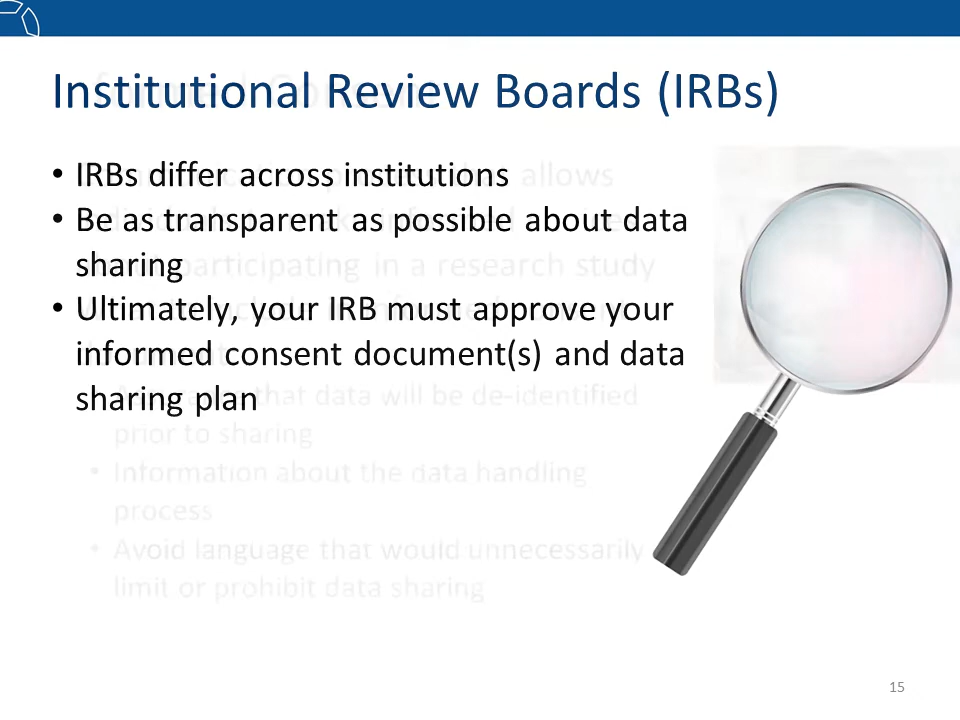 Institutional Review Boards (IRBs)
• IRBs differ across institutions
• Be as transparent as possible about data
sharing
• Ultimately, your IRB must approve your
informed consent document(s) and data
sharing plan
allows
participating in a research study
that data will be de-identified
prior to sharing
• Information about the data handling
process
• Avoid language that would unnecessarily
limit or prohibit data sharing
15